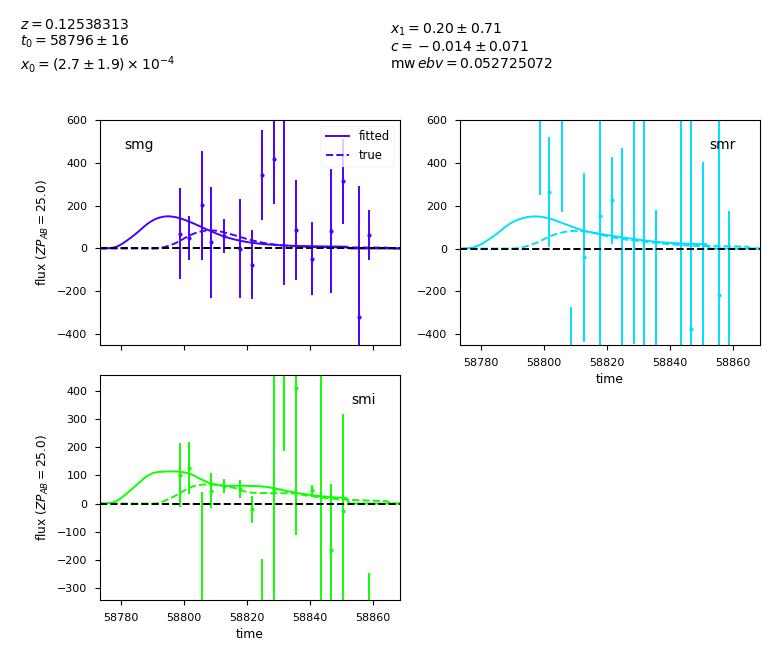 z = 0.12538313
t₀ = 58796 ± 16
x₀ = (2.7 ± 1.9) × 10⁻⁴
x₁ = 0.20 ± 0.71
c = −0.014 ± 0.071
mw ebv = 0.052725072
smg
fitted
true
600
400
200
0
−200
−400
flux (ZP_AB = 25.0)
smr
600
400
200
0
−200
−400
58780 58800 58820 58840 58860
time
smi
400
300
200
100
0
−100
−200
−300
flux (ZP_AB = 25.0)
58780 58800 58820 58840 58860
time